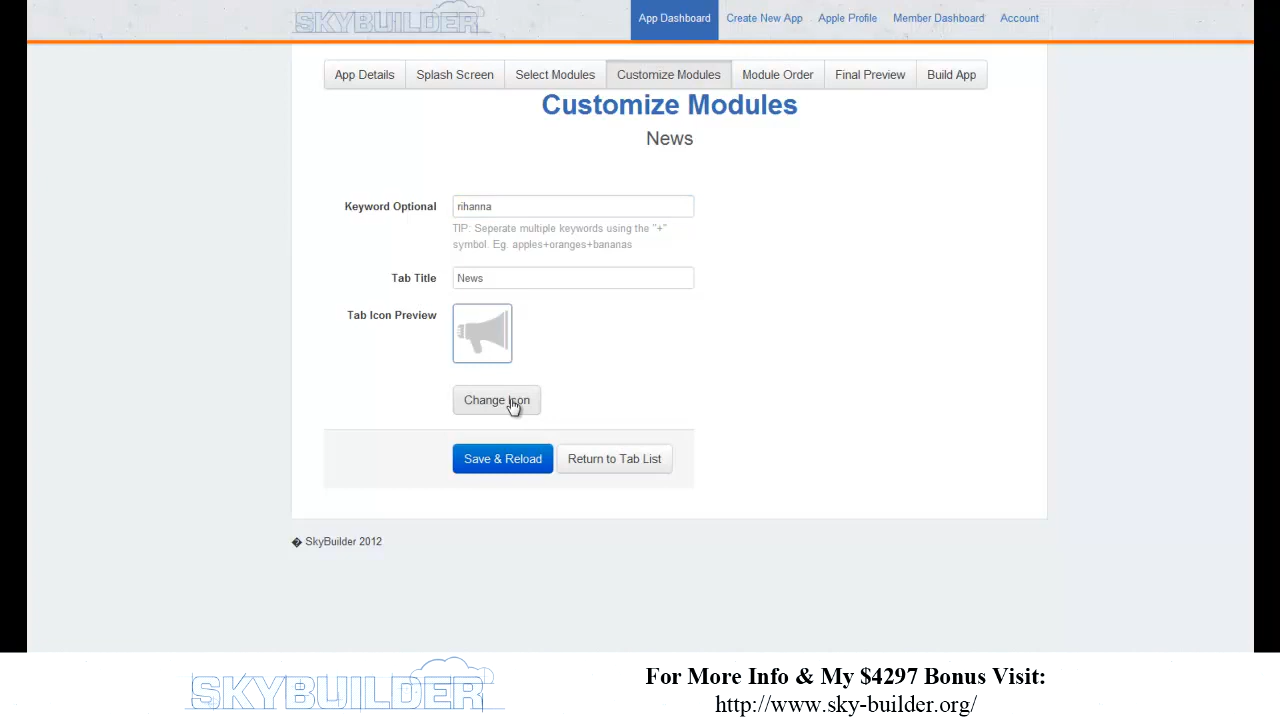 SKYBUILDER
App Dashboard Create New App Apple Profile Member Dashboard Account
App Details Splash Screen Select Modules Customize Modules Module Order Final Preview Build App
Customize Modules
News
Keyword Optional rihanna
TIP: Seperate multiple keywords using the "+"
symbol. Eg. apples+oranges+bananas
Tab Title News
Tab Icon Preview
Change Icon
Save & Reload Return to Tab List
� SkyBuilder 2012
SKYBUILDER
For More Info & My $4297 Bonus Visit:
http://www.sky-builder.org/